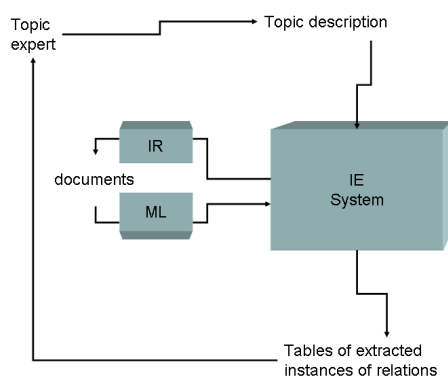 Topic
expert
Topic description
IR
documents
ML
IE
System
Tables of extracted
instances of relations